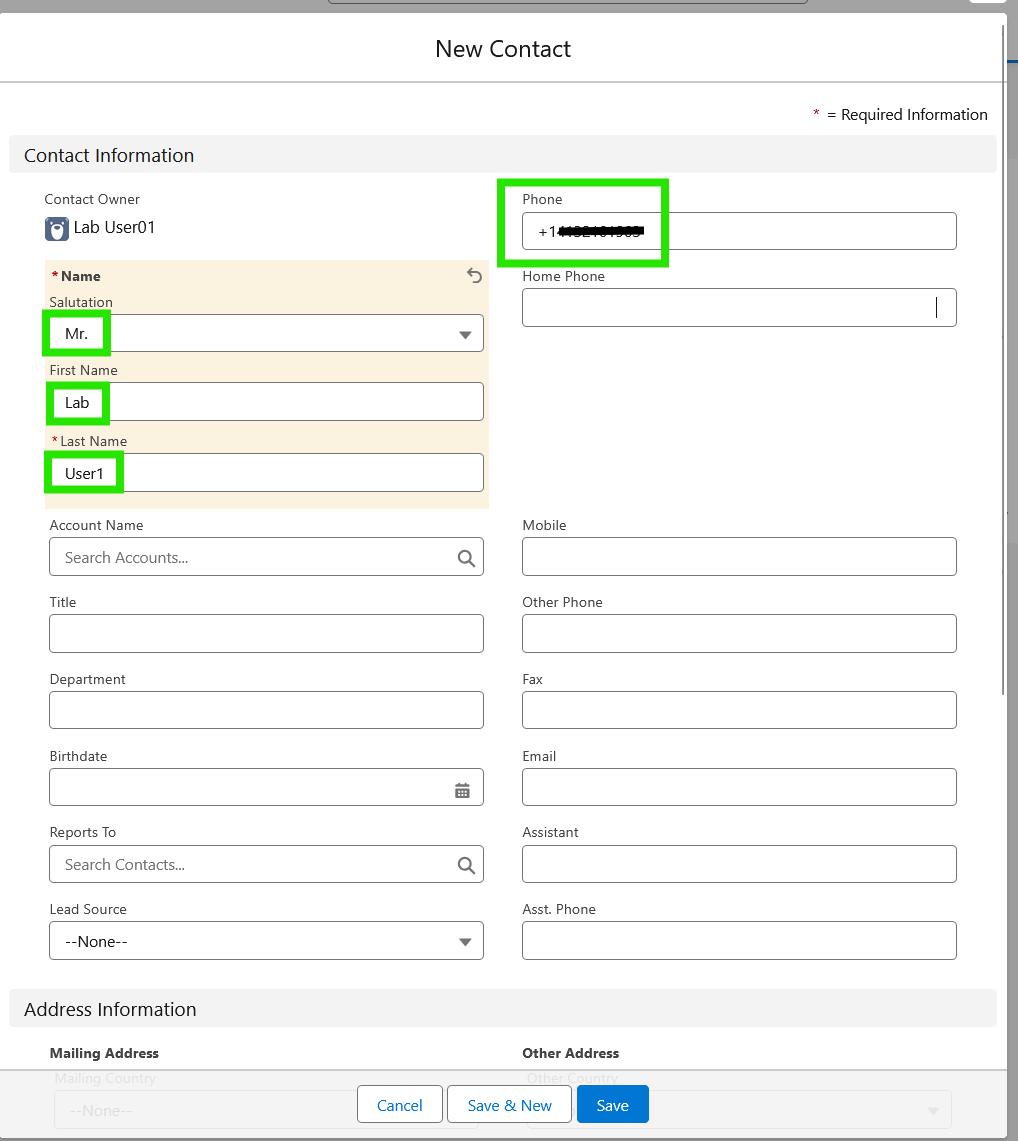 New Contact
* = Required Information
Contact Information
Contact Owner
Lab User01
Phone
+1
* Name
Salutation
Mr.
Home Phone
First Name
Lab
* Last Name
User1
Account Name
Search Accounts...
Mobile
Title
Other Phone
Department
Fax
Birthdate
Email
Reports To
Search Contacts...
Assistant
Lead Source
--None--
Asst. Phone
Address Information
Mailing Address
Other Address
Mailing Country
Other Country
--None--
Cancel
Save & New
Save